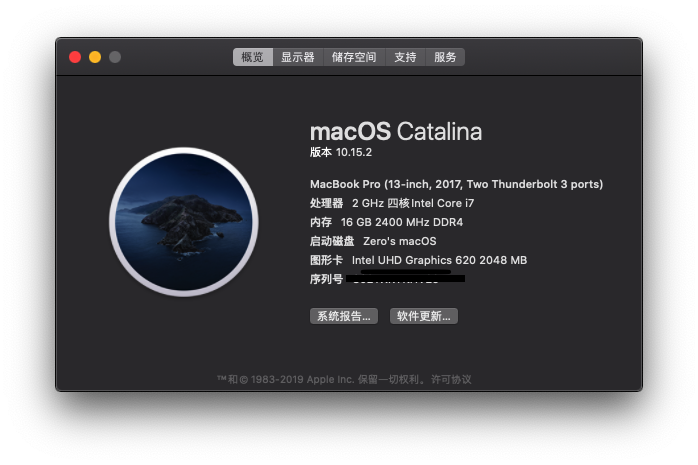 概览 显示器 储存空间 支持 服务
macOS Catalina
版本 10.15.2
MacBook Pro (13-inch, 2017, Two Thunderbolt 3 ports)
处理器 2 GHz 四核Intel Core i7
内存 16 GB 2400 MHz DDR4
启动磁盘 Zero's macOS
图形卡 Intel UHD Graphics 620 2048 MB
序列号
系统报告... 软件更新...
™和© 1983-2019 Apple Inc. 保留一切权利。许可协议